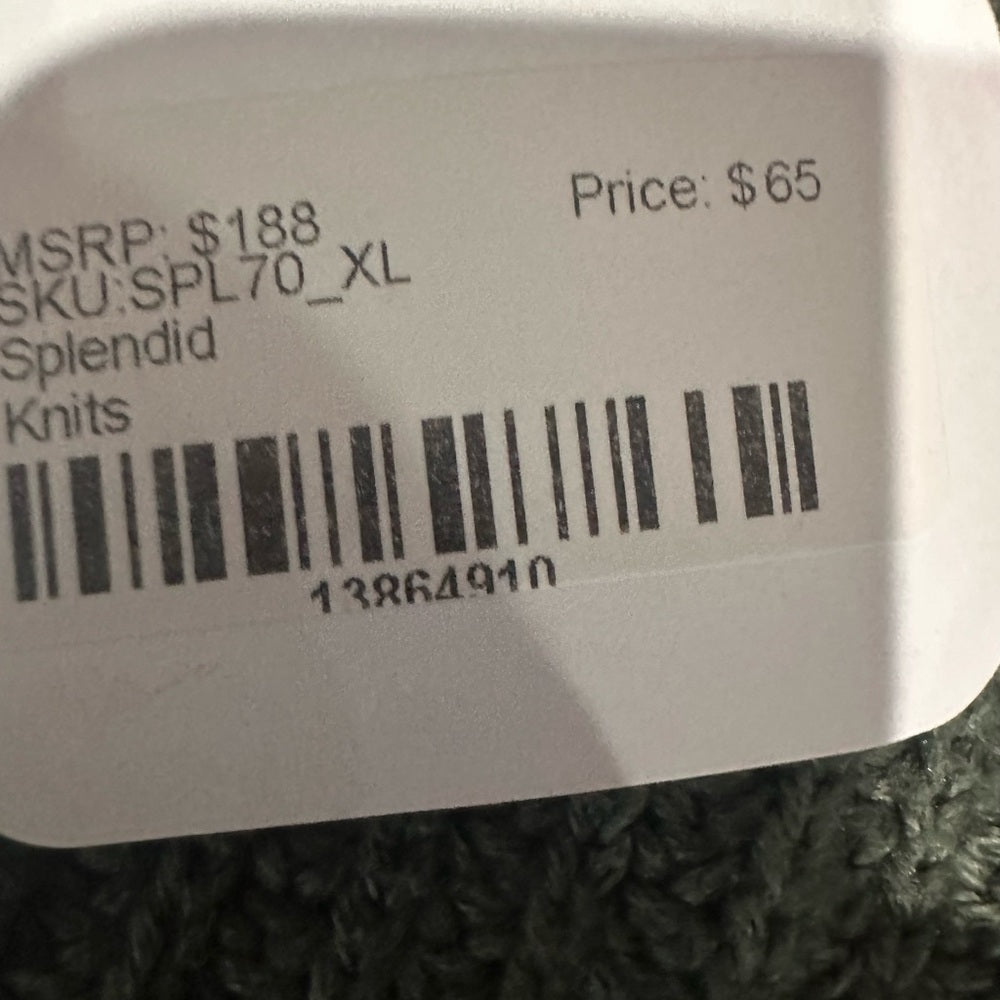 Price: $65
MSRP: $188
SKU:SPL70_XL
Splendid
Knits
13864910